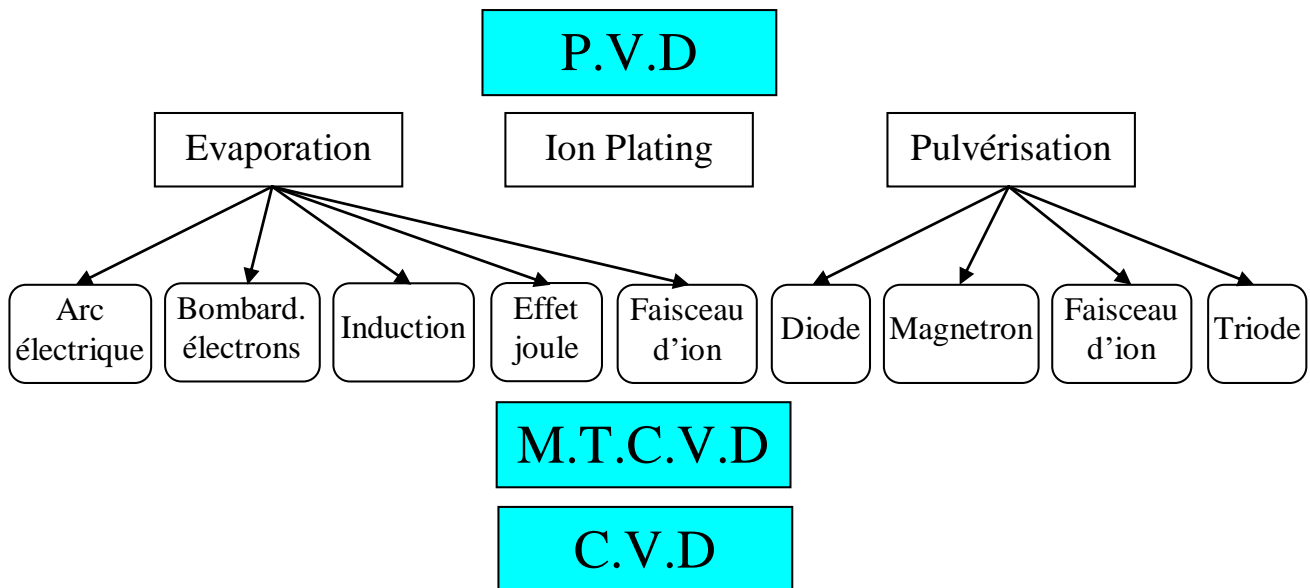 P.V.D
Evaporation
Ion Plating
Pulvérisation
Arc
électrique
Bombard.
électrons
Induction
Effet
joule
Faisceau
d’ion
Diode
Magnetron
Faisceau
d’ion
Triode
M.T.C.V.D
C.V.D